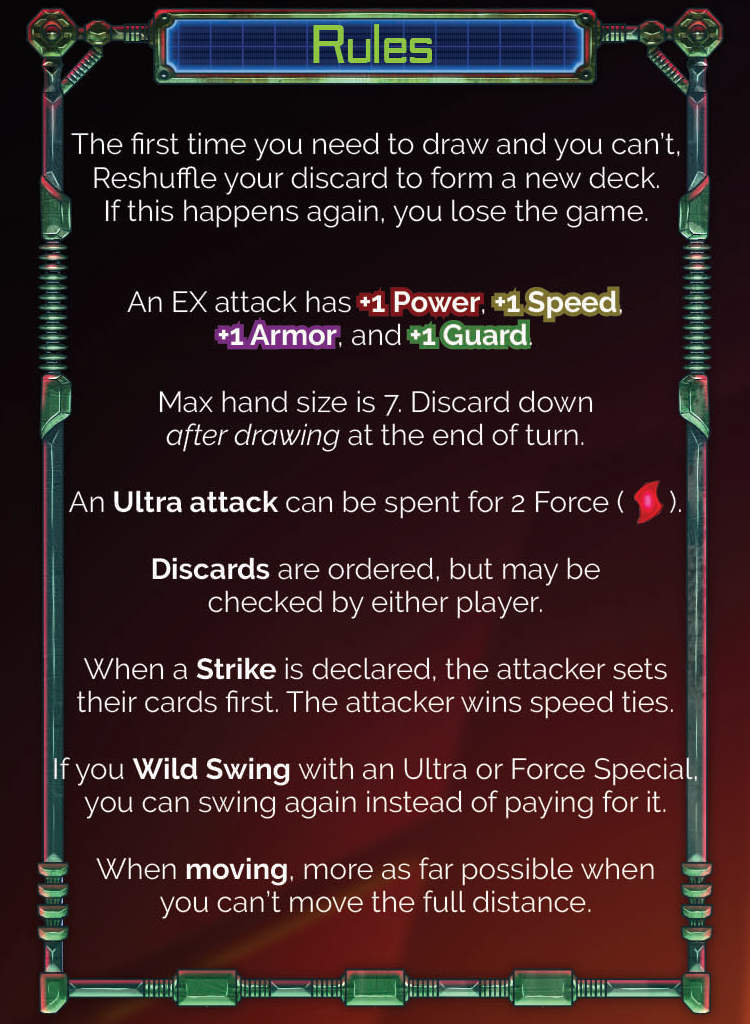 Rules
The first time you need to draw and you can't,
Reshuffle your discard to form a new deck.
If this happens again, you lose the game.
An EX attack has +1 Power, +1 Speed,
+1 Armor, and +1 Guard.
Max hand size is 7. Discard down
after drawing at the end of turn.
An Ultra attack can be spent for 2 Force ( ).
Discards are ordered, but may be
checked by either player.
When a Strike is declared, the attacker sets
their cards first. The attacker wins speed ties.
If you Wild Swing with an Ultra or Force Special,
you can swing again instead of paying for it.
When moving, more as far possible when
you can't move the full distance.